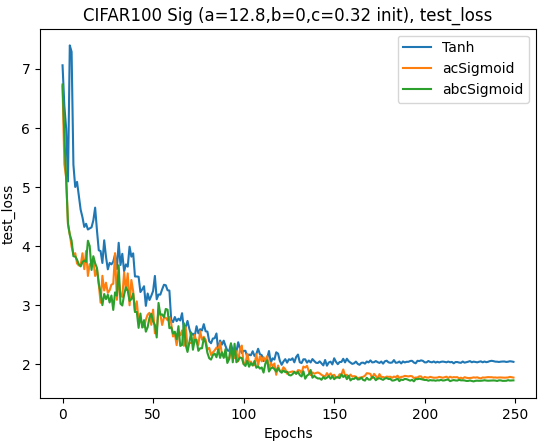 CIFAR100 Sig (a=12.8,b=0,c=0.32 init), test_loss
Tanh
acSigmoid
abcSigmoid
test_loss
7
6
5
4
3
2
0
50
100
150
200
250
Epochs